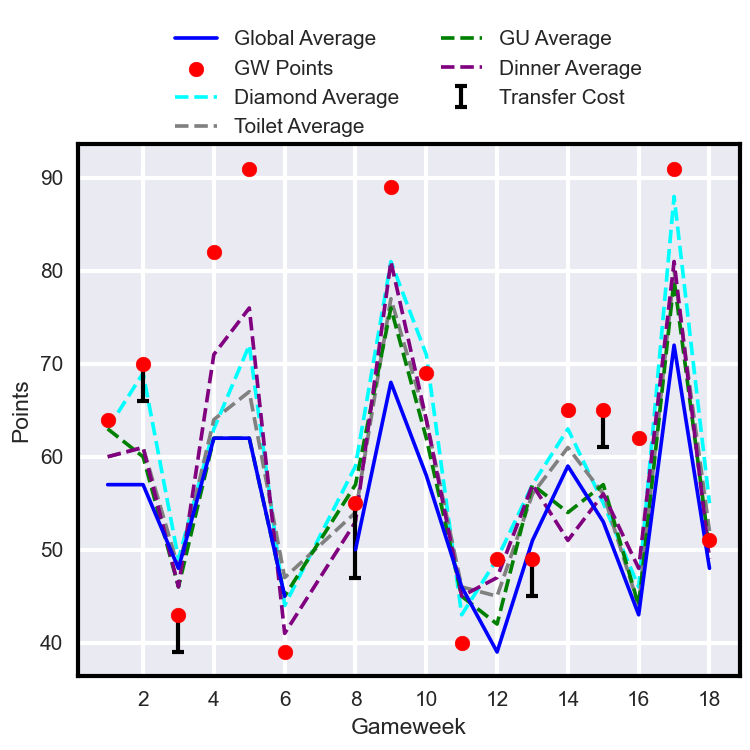 Global Average
GW Points
Diamond Average
Toilet Average
GU Average
Dinner Average
Transfer Cost
90
80
70
60
50
40
Points
2 4 6 8 10 12 14 16 18
Gameweek